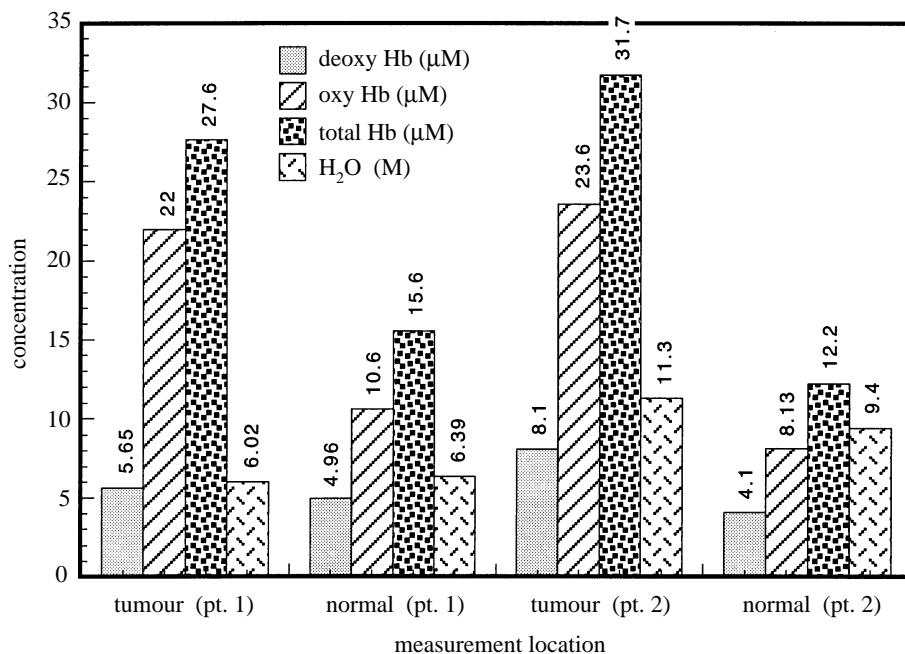 35
30
25
20
15
10
5
0
concentration
deoxy Hb (μM)
oxy Hb (μM)
total Hb (μM)
H₂O (M)
5.65
22
27.6
6.02
4.96
10.6
15.6
6.39
8.1
23.6
31.7
11.3
4.1
8.13
12.2
9.4
tumour (pt. 1)
normal (pt. 1)
tumour (pt. 2)
normal (pt. 2)
measurement location